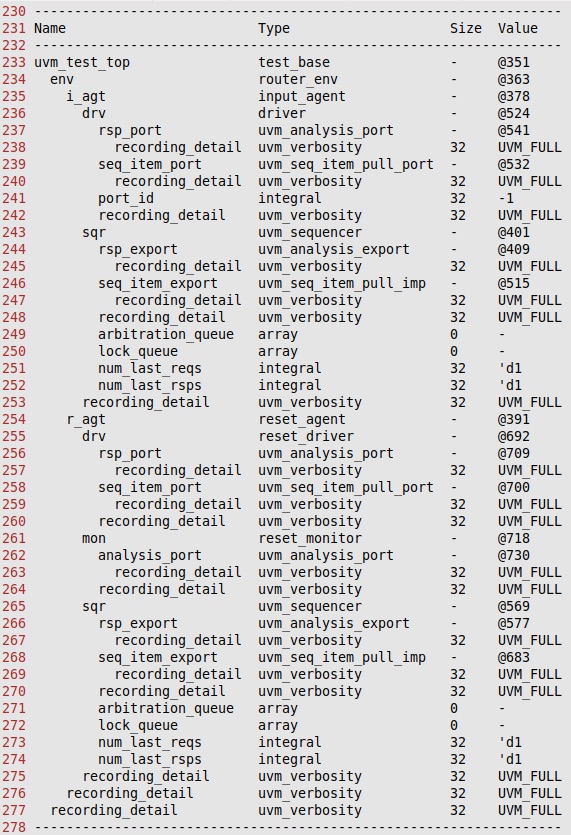 230 ------------------------------------------------------------------
231 Name                        Type                    Size  Value
232 ------------------------------------------------------------------
233 uvm_test_top                test_base               -     @351
234   env                       router_env              -     @363
235     i_agt                   input_agent             -     @378
236       drv                   driver                  -     @524
237         rsp_port            uvm_analysis_port       -     @541
238           recording_detail  uvm_verbosity           32    UVM_FULL
239         seq_item_port       uvm_seq_item_pull_port  -     @532
240           recording_detail  uvm_verbosity           32    UVM_FULL
241         port_id             integral                32    -1
242         recording_detail    uvm_verbosity           32    UVM_FULL
243       sqr                   uvm_sequencer           -     @401
244         rsp_export          uvm_analysis_export     -     @409
245           recording_detail  uvm_verbosity           32    UVM_FULL
246         seq_item_export     uvm_seq_item_pull_imp   -     @515
247           recording_detail  uvm_verbosity           32    UVM_FULL
248         recording_detail    uvm_verbosity           32    UVM_FULL
249         arbitration_queue   array                   0     -
250         lock_queue          array                   0     -
251         num_last_reqs       integral                32    'd1
252         num_last_rsps       integral                32    'd1
253       recording_detail      uvm_verbosity           32    UVM_FULL
254     r_agt                   reset_agent             -     @391
255       drv                   reset_driver            -     @692
256         rsp_port            uvm_analysis_port       -     @709
257           recording_detail  uvm_verbosity           32    UVM_FULL
258         seq_item_port       uvm_seq_item_pull_port  -     @700
259           recording_detail  uvm_verbosity           32    UVM_FULL
260         recording_detail    uvm_verbosity           32    UVM_FULL
261       mon                   reset_monitor           -     @718
262         analysis_port       uvm_analysis_port       -     @730
263           recording_detail  uvm_verbosity           32    UVM_FULL
264         recording_detail    uvm_verbosity           32    UVM_FULL
265       sqr                   uvm_sequencer           -     @569
266         rsp_export          uvm_analysis_export     -     @577
267           recording_detail  uvm_verbosity           32    UVM_FULL
268         seq_item_export     uvm_seq_item_pull_imp   -     @683
269           recording_detail  uvm_verbosity           32    UVM_FULL
270         recording_detail    uvm_verbosity           32    UVM_FULL
271         arbitration_queue   array                   0     -
272         lock_queue          array                   0     -
273         num_last_reqs       integral                32    'd1
274         num_last_rsps       integral                32    'd1
275       recording_detail      uvm_verbosity           32    UVM_FULL
276     recording_detail        uvm_verbosity           32    UVM_FULL
277   recording_detail          uvm_verbosity           32    UVM_FULL
278 ------------------------------------------------------------------